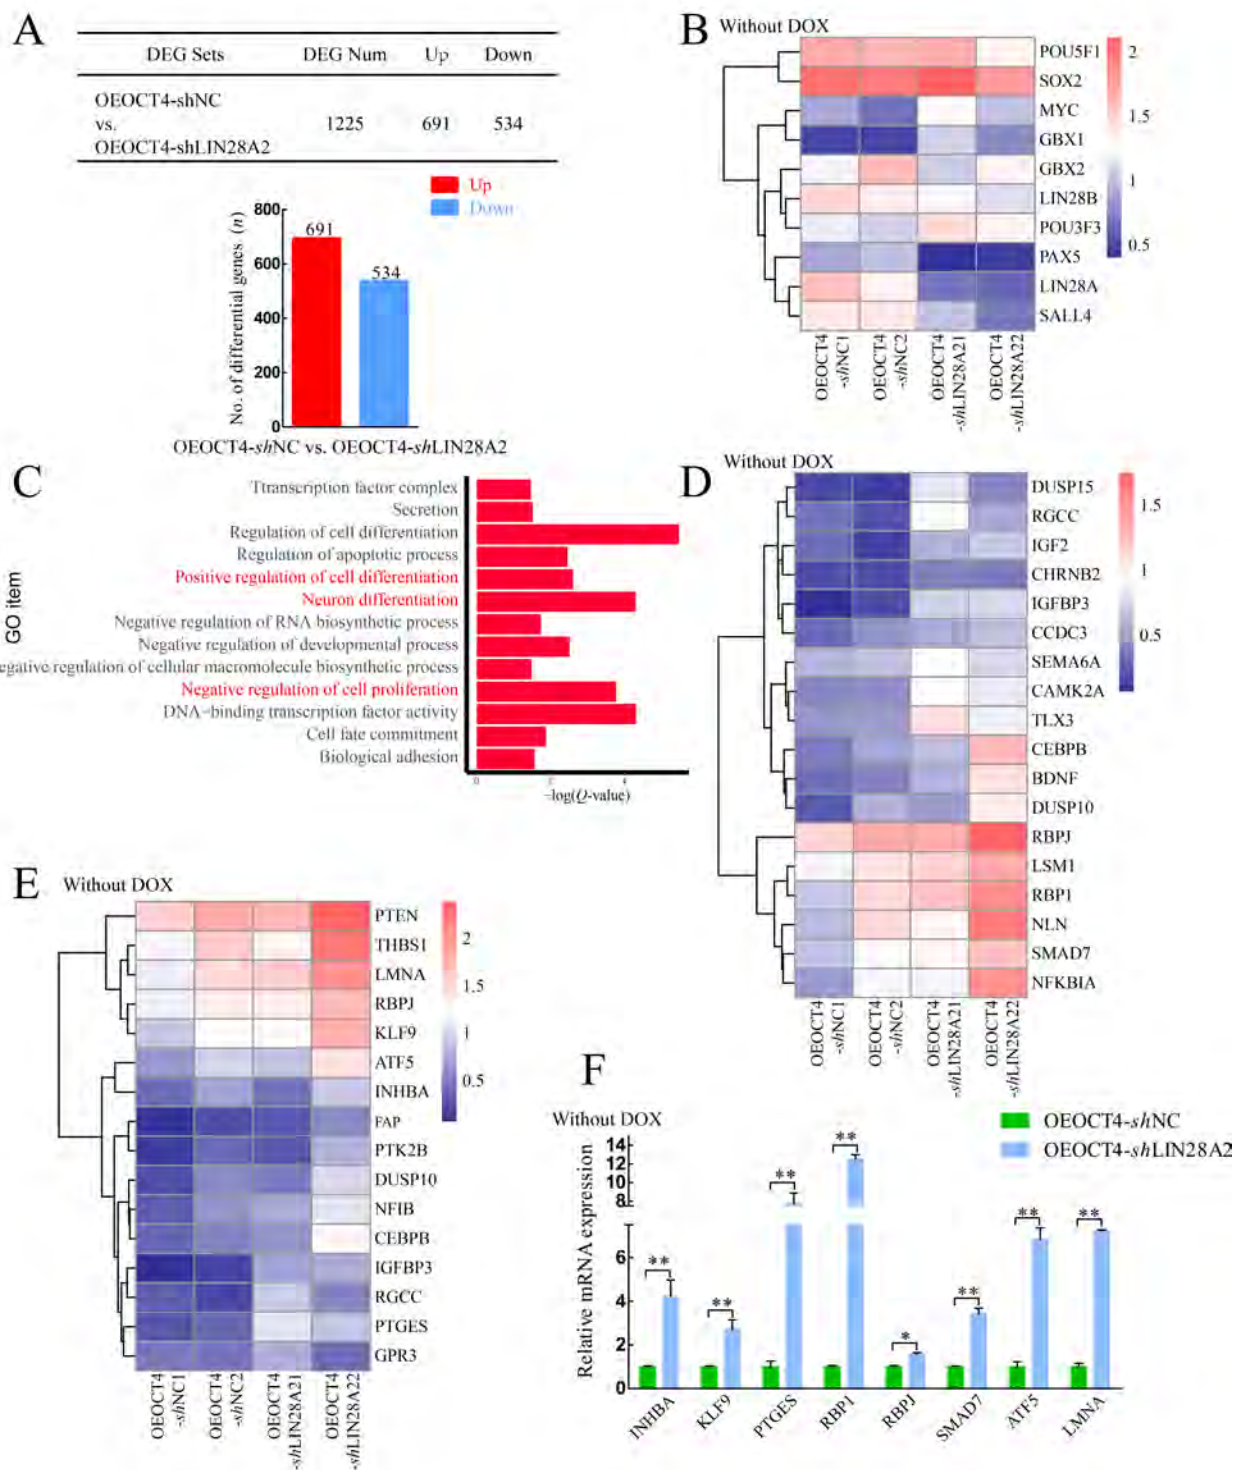 A
DEG Sets DEG Num Up Down
OEOCT4-shNC
vs.
OEOCT4-shLIN28A2
1225 691 534
Up
Down
No. of differential genes (n)
800
600
400
200
0
691
534
OEOCT4-shNC vs. OEOCT4-shLIN28A2
B
Without DOX
POU5F1
SOX2
MYC
GBX1
GBX2
LIN28B
POU3F3
PAX5
LIN28A
SALL4
2
1.5
1
0.5
OEOCT4
-shNC1
OEOCT4
-shNC2
OEOCT4
-shLIN28A21
OEOCT4
-shLIN28A22
C
GO item
Ttranscription factor complex
Secretion
Regulation of cell differentiation
Regulation of apoptotic process
Positive regulation of cell differentiation
Neuron differentiation
Negative regulation of RNA biosynthetic process
Negative regulation of developmental process
egative regulation of cellular macromolecule biosynthetic process
Negative regulation of cell proliferation
DNA-binding transcription factor activity
Cell fate commitment
Biological adhesion
0 2 4
-log(Q-value)
D
Without DOX
DUSP15
RGCC
IGF2
CHRNB2
IGFBP3
CCDC3
SEMA6A
CAMK2A
TLX3
CEBPB
BDNF
DUSP10
RBPJ
LSM1
RBP1
NLN
SMAD7
NFKBIA
1.5
1
0.5
OEOCT4
-shNC1
OEOCT4
-shNC2
OEOCT4
-shLIN28A21
OEOCT4
-shLIN28A22
E
Without DOX
PTEN
THBS1
LMNA
RBPJ
KLF9
ATF5
INHBA
FAP
PTK2B
DUSP10
NFIB
CEBPB
IGFBP3
RGCC
PTGES
GPR3
2
1.5
1
0.5
OEOCT4
-shNC1
OEOCT4
-shNC2
OEOCT4
-shLIN28A21
OEOCT4
-shLIN28A22
F
Without DOX
OEOCT4-shNC
OEOCT4-shLIN28A2
Relative mRNA expression
14
12
10
8
6
4
2
0
**
**
**
**
*
**
**
**
INHBA
KLF9
PTGES
RBP1
RBPJ
SMAD7
ATF5
LMNA